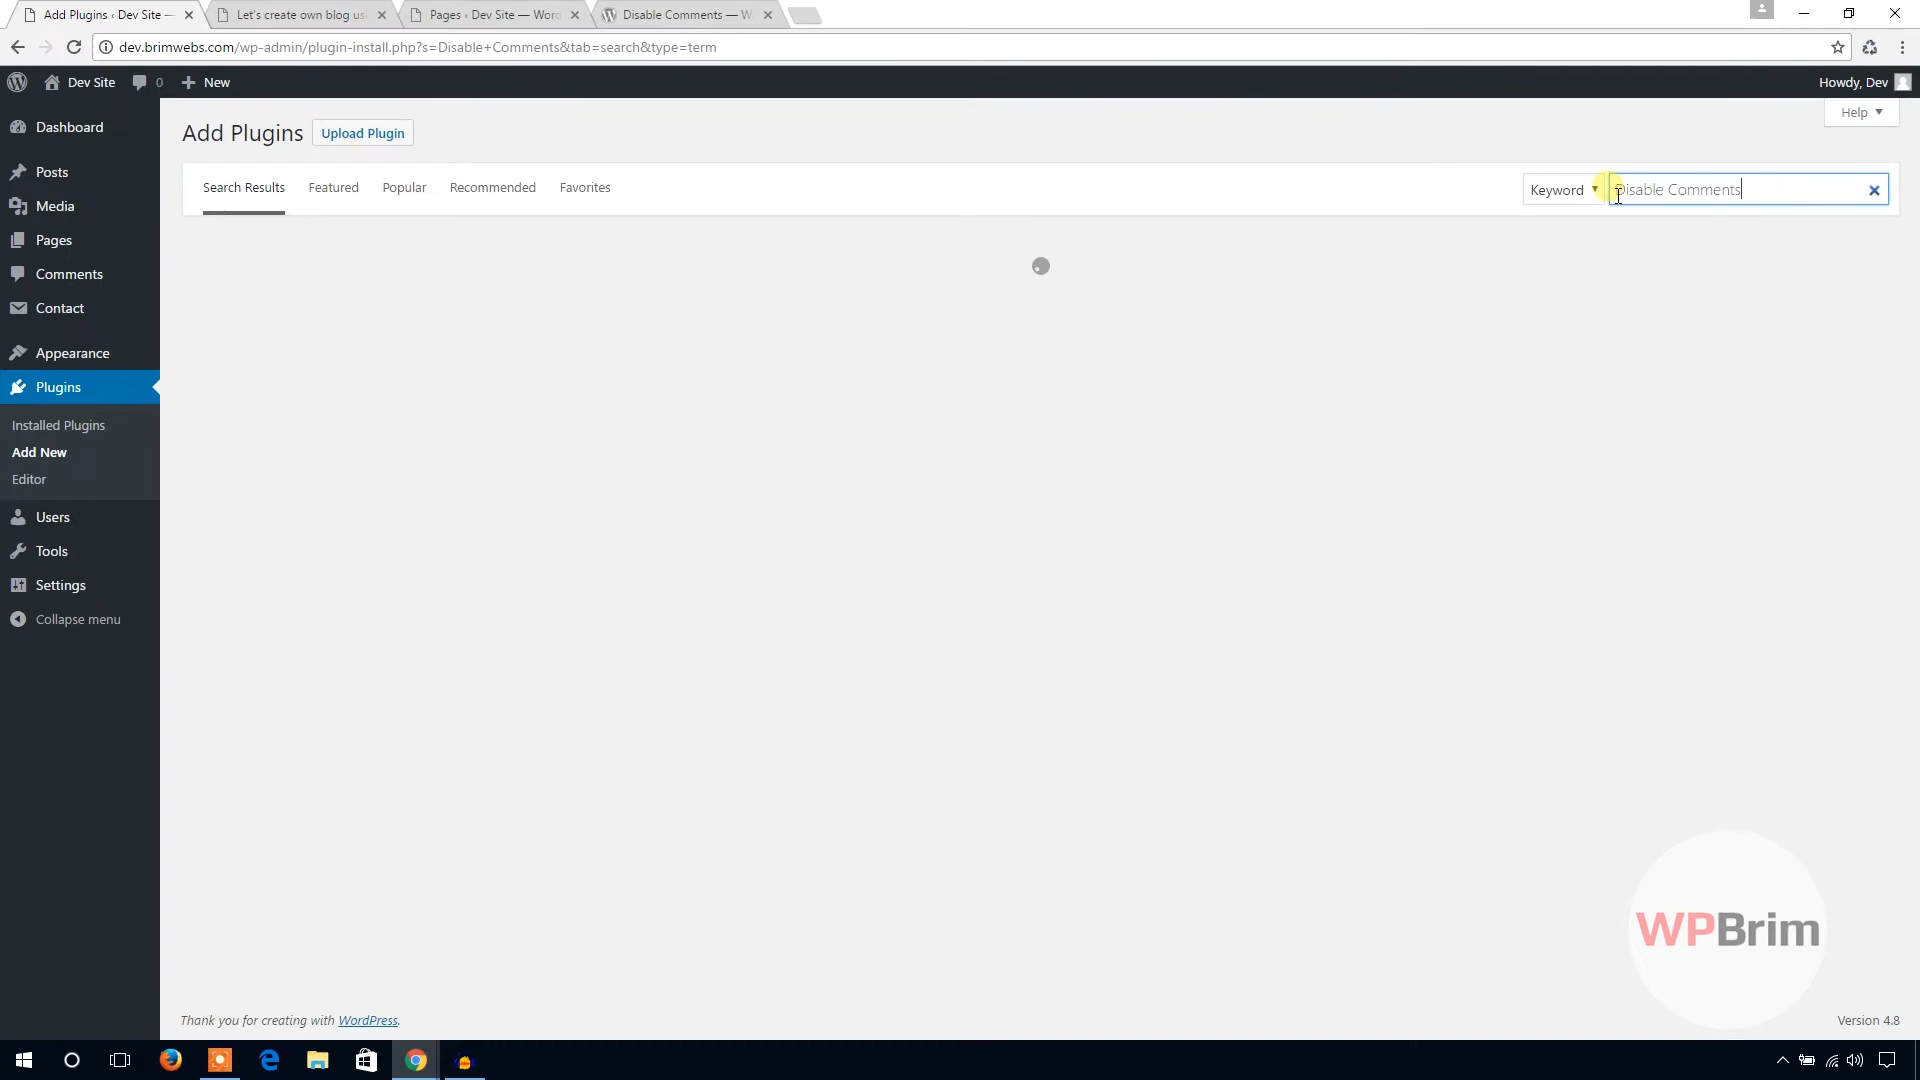 Add Plugins ‹ Dev Site —
Let's create own blog us
Pages ‹ Dev Site — Wor
Disable Comments — W
dev.brimwebs.com/wp-admin/plugin-install.php?s=Disable+Comments&tab=search&type=term
Dev Site
0
New
Howdy, Dev
Help
Dashboard
Posts
Media
Pages
Comments
Contact
Appearance
Plugins
Installed Plugins
Add New
Editor
Users
Tools
Settings
Collapse menu
Add Plugins
Upload Plugin
Search Results
Featured
Popular
Recommended
Favorites
Keyword
Disable Comments
WPBrim
Thank you for creating with WordPress.
Version 4.8